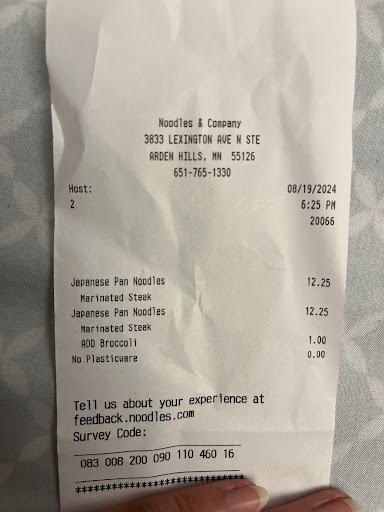 Noodles & Company
3833 LEXINGTON AVE N STE
ARDEN HILLS, MN 55126
651-765-1330
Host: 08/19/2024
2 6:25 PM
20066
Japanese Pan Noodles 12.25
Marinated Steak
Japanese Pan Noodles 12.25
Marinated Steak
ADD Broccoli 1.00
No Plasticware 0.00
Tell us about your experience at
feedback.noodles.com
Survey Code:
083 008 200 090 110 460 16
******************************